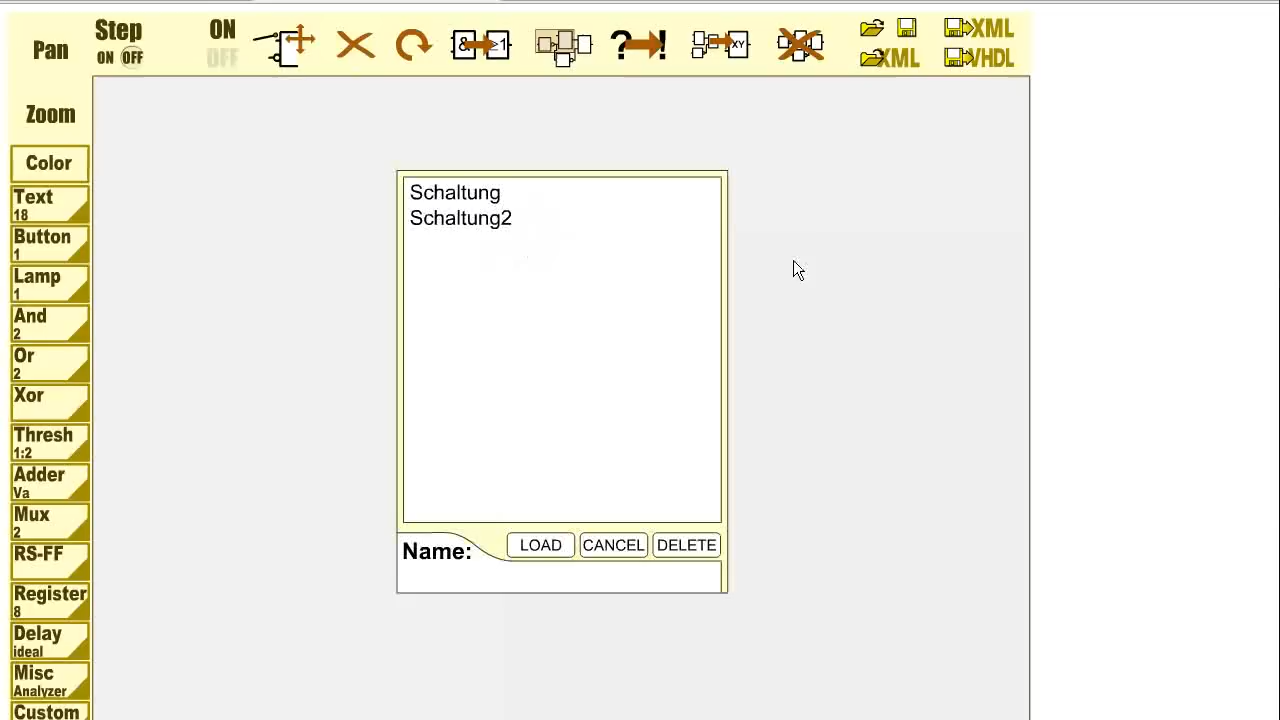 Pan
Step
ON OFF
ON
OFF
& ≥1
?!
XY
XML
XML
VHDL
Zoom
Color
Text
18
Button
1
Lamp
1
And
2
Or
2
Xor
Thresh
1:2
Adder
Va
Mux
2
RS-FF
Register
8
Delay
ideal
Misc
Analyzer
Custom
Schaltung
Schaltung2
LOAD CANCEL DELETE
Name: